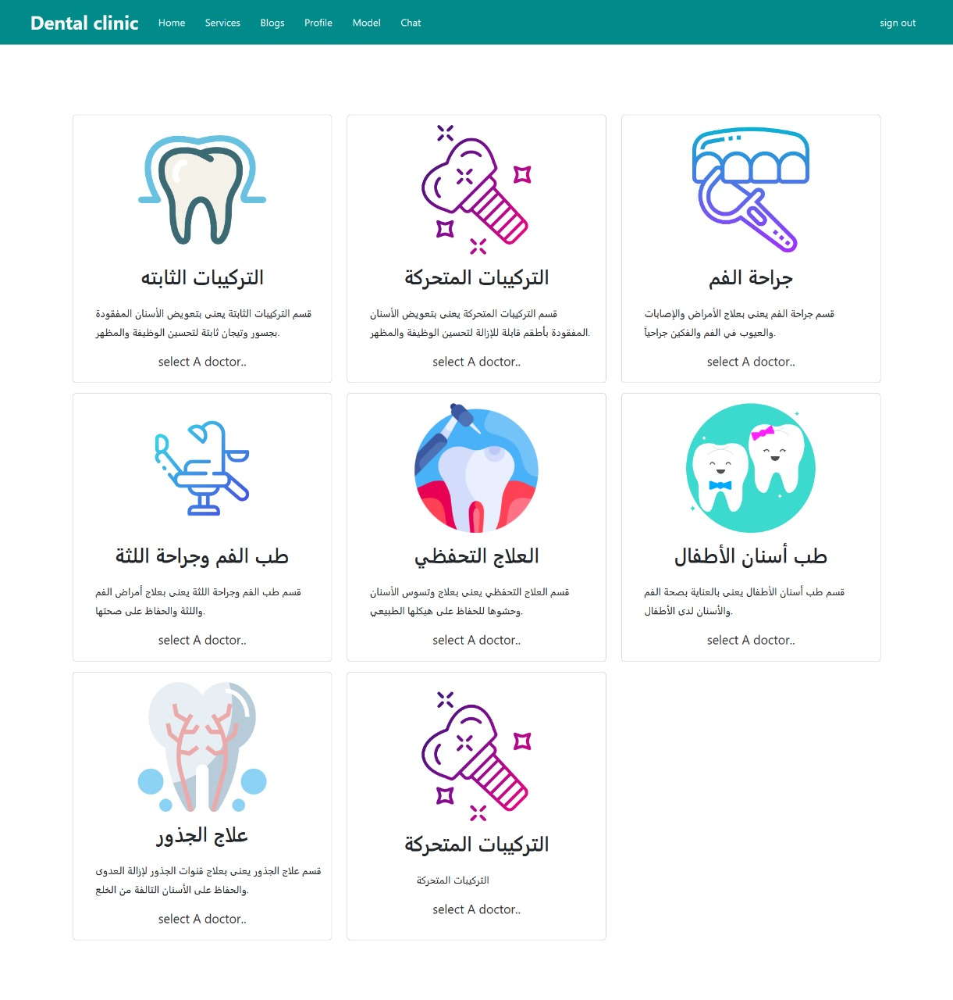 Dental clinic
Home
Services
Blogs
Profile
Model
Chat
sign out
التركيبات الثابته
قسم التركيبات الثابتة يعنى بتعويض الأسنان المفقودة
بجسور وتيجان ثابتة لتحسين الوظيفة والمظهر.
select A doctor..
التركيبات المتحركة
قسم التركيبات المتحركة يعنى بتعويض الأسنان
المفقودة بأطقم قابلة للإزالة لتحسين الوظيفة والمظهر.
select A doctor..
جراحة الفم
قسم جراحة الفم يعنى بعلاج الأمراض والإصابات
والعيوب في الفم والفكين جراحياً.
select A doctor..
طب الفم وجراحة اللثة
قسم طب الفم وجراحة اللثة يعنى بعلاج أمراض الفم
واللثة والحفاظ على صحتها.
select A doctor..
العلاج التحفظي
قسم العلاج التحفظي يعنى بعلاج وتسوس الأسنان
وحشوها للحفاظ على هيكلها الطبيعي.
select A doctor..
طب أسنان الأطفال
قسم طب أسنان الأطفال يعنى بالعناية بصحة الفم
والأسنان لدى الأطفال.
select A doctor..
علاج الجذور
قسم علاج الجذور يعنى بعلاج قنوات الجذور لإزالة العدوى
والحفاظ على الأسنان التالفة من الخلع.
select A doctor..
التركيبات المتحركة
التركيبات المتحركة
select A doctor..